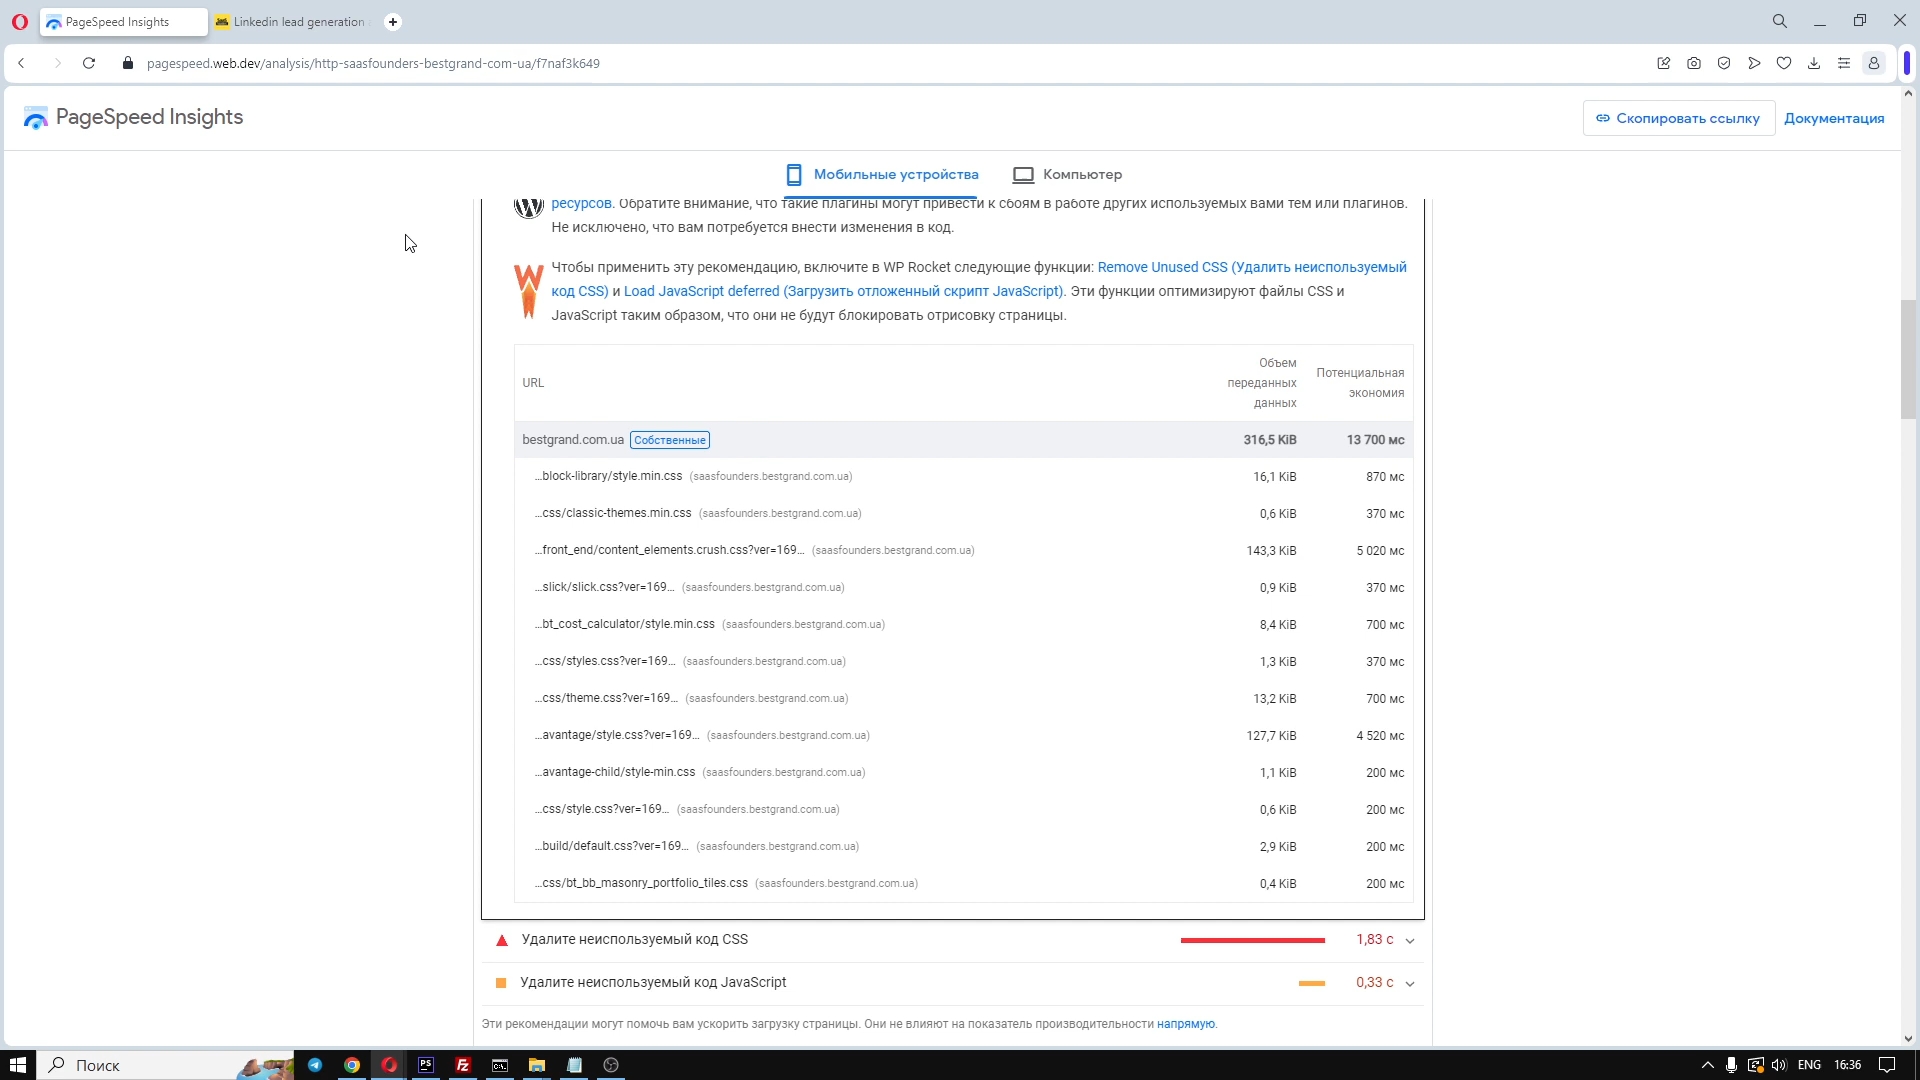 PageSpeed Insights
Linkedin lead generation
pagespeed.web.dev/analysis/http-saasfounders-bestgrand-com-ua/f7naf3k649
PageSpeed Insights
Скопировать ссылку
Документация
Мобильные устройства
Компьютер
ресурсов. Обратите внимание, что такие плагины могут привести к сбоям в работе других используемых вами тем или плагинов.
Не исключено, что вам потребуется внести изменения в код.
Чтобы применить эту рекомендацию, включите в WP Rocket следующие функции: Remove Unused CSS (Удалить неиспользуемый
код CSS) и Load JavaScript deferred (Загрузить отложенный скрипт JavaScript). Эти функции оптимизируют файлы CSS и
JavaScript таким образом, что они не будут блокировать отрисовку страницы.
URL
Объем
переданных
данных
Потенциальная
экономия
bestgrand.com.ua Собственные 316,5 KiB 13 700 мс
…block-library/style.min.css (saasfounders.bestgrand.com.ua) 16,1 KiB 870 мс
…css/classic-themes.min.css (saasfounders.bestgrand.com.ua) 0,6 KiB 370 мс
…front_end/content_elements.crush.css?ver=169… (saasfounders.bestgrand.com.ua) 143,3 KiB 5 020 мс
…slick/slick.css?ver=169… (saasfounders.bestgrand.com.ua) 0,9 KiB 370 мс
…bt_cost_calculator/style.min.css (saasfounders.bestgrand.com.ua) 8,4 KiB 700 мс
…css/styles.css?ver=169… (saasfounders.bestgrand.com.ua) 1,3 KiB 370 мс
…css/theme.css?ver=169… (saasfounders.bestgrand.com.ua) 13,2 KiB 700 мс
…avantage/style.css?ver=169… (saasfounders.bestgrand.com.ua) 127,7 KiB 4 520 мс
…avantage-child/style-min.css (saasfounders.bestgrand.com.ua) 1,1 KiB 200 мс
…css/style.css?ver=169… (saasfounders.bestgrand.com.ua) 0,6 KiB 200 мс
…build/default.css?ver=169… (saasfounders.bestgrand.com.ua) 2,9 KiB 200 мс
…css/bt_bb_masonry_portfolio_tiles.css (saasfounders.bestgrand.com.ua) 0,4 KiB 200 мс
Удалите неиспользуемый код CSS 1,83 с
Удалите неиспользуемый код JavaScript 0,33 с
Эти рекомендации могут помочь вам ускорить загрузку страницы. Они не влияют на показатель производительности напрямую.
Поиск
PS
FZ
ENG
16:36